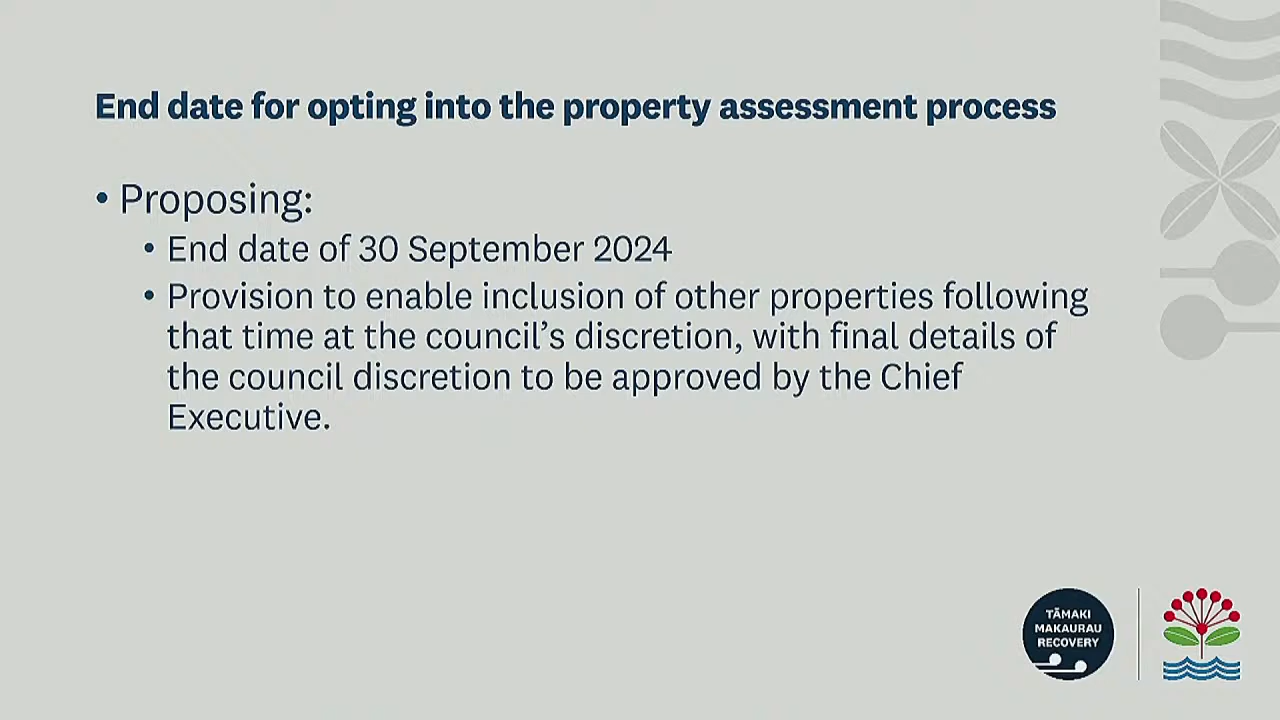 End date for opting into the property assessment process
• Proposing:
• End date of 30 September 2024
• Provision to enable inclusion of other properties following
that time at the council’s discretion, with final details of
the council discretion to be approved by the Chief
Executive.
TĀMAKI
MAKAURAU
RECOVERY